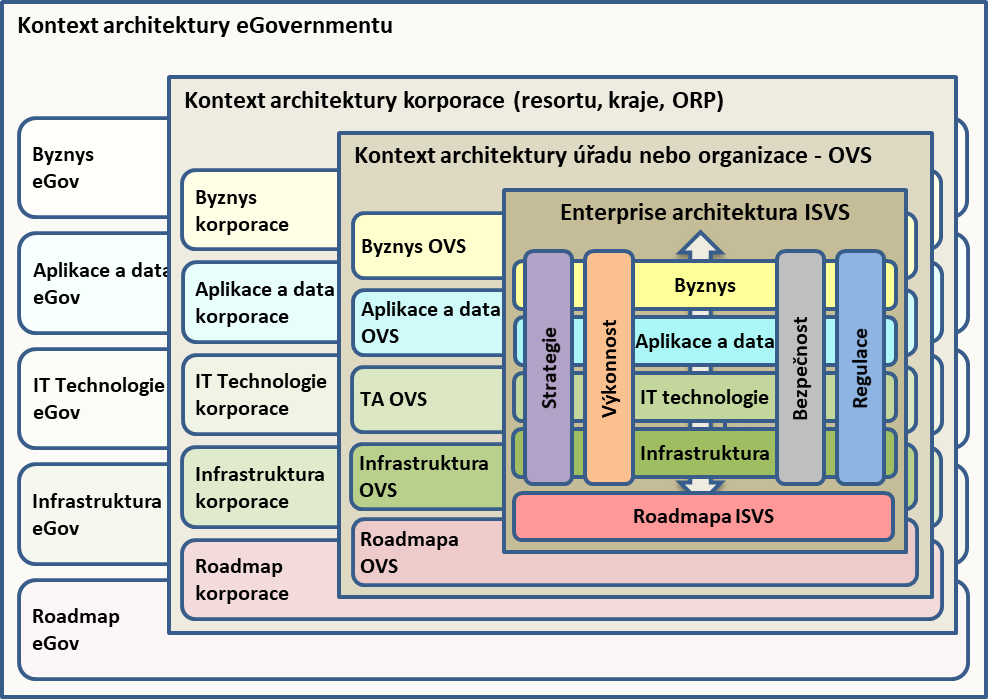 Kontext architektury eGovernmentu
Kontext architektury korporace (resortu, kraje, ORP)
Kontext architektury úřadu nebo organizace - OVS
Enterprise architektura ISVS
Byznys
eGov
Aplikace a data
eGov
IT Technologie
eGov
Infrastruktura
eGov
Roadmap
eGov
Byznys
korporace
Aplikace a data
korporace
IT Technologie
korporace
Infrastruktura
korporace
Roadmap
korporace
Byznys OVS
Aplikace a data
OVS
TA OVS
Infrastruktura
OVS
Roadmapa
OVS
Strategie
Výkonnost
Byznys
Aplikace a data
IT technologie
Infrastruktura
Bezpečnost
Regulace
Roadmapa ISVS